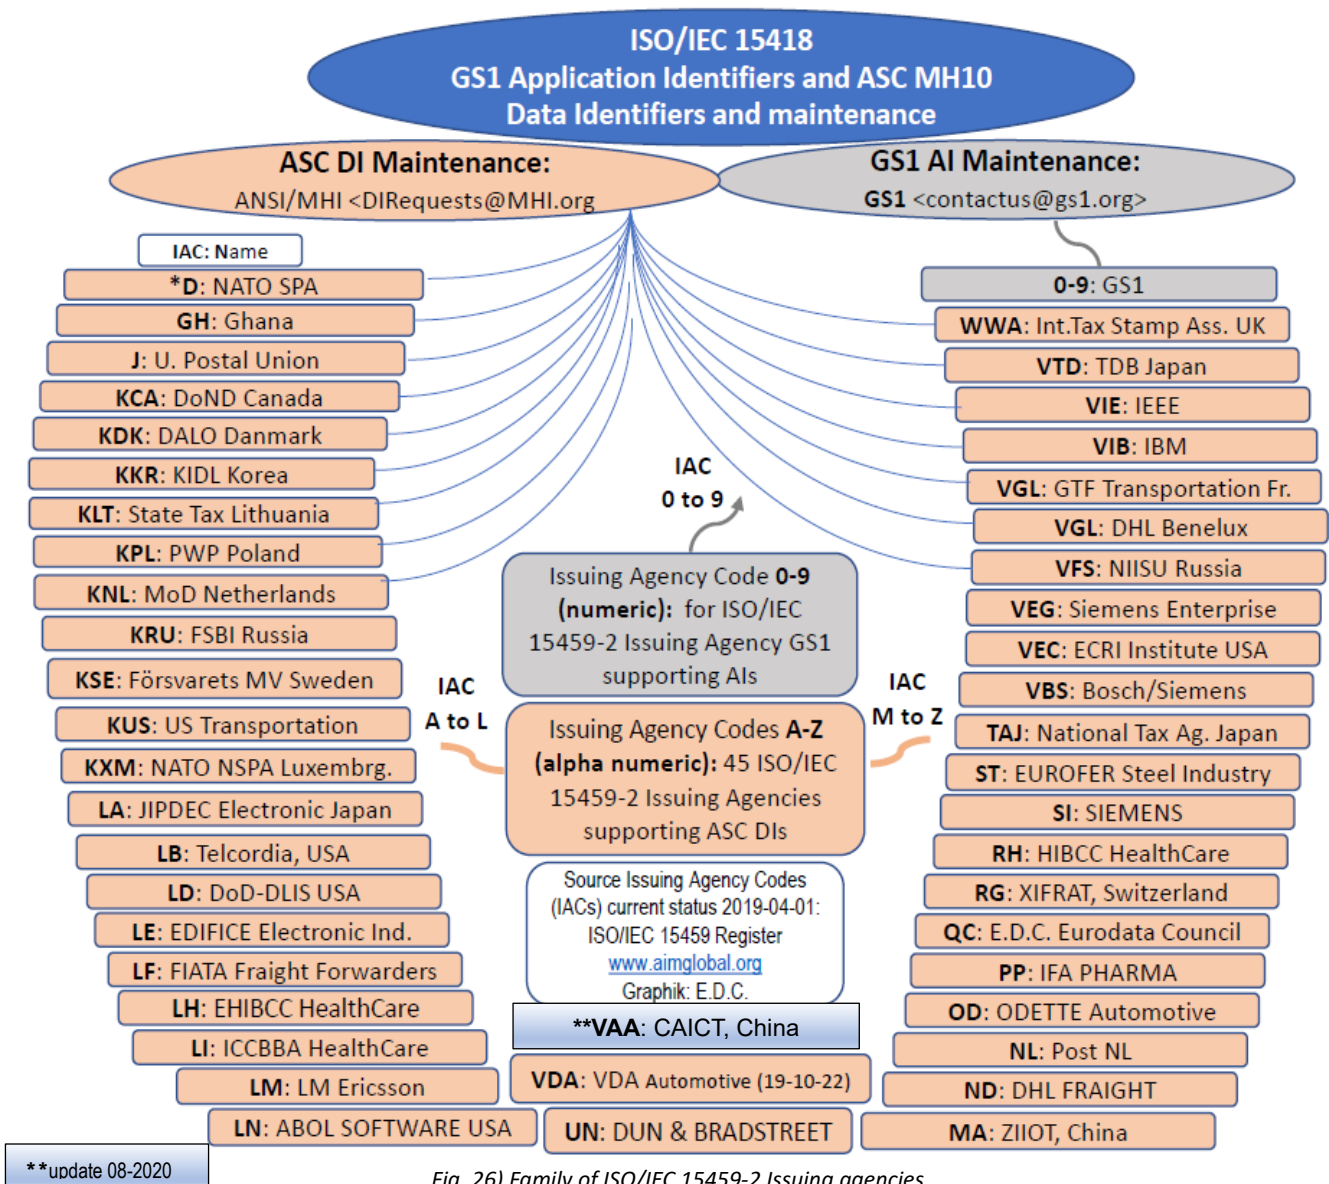 ISO/IEC 15418
GS1 Application Identifiers and ASC MH10
Data Identifiers and maintenance
ASC DI Maintenance:
ANSI/MHI <DIRequests@MHI.org
GS1 AI Maintenance:
GS1 <contactus@gs1.org>
IAC: Name
*D: NATO SPA
GH: Ghana
J: U. Postal Union
KCA: DoND Canada
KDK: DALO Danmark
KKR: KIDL Korea
KLT: State Tax Lithuania
KPL: PWP Poland
KNL: MoD Netherlands
KRU: FSBI Russia
KSE: Försvarets MV Sweden
KUS: US Transportation
KXM: NATO NSPA Luxembrg.
LA: JIPDEC Electronic Japan
LB: Telcordia, USA
LD: DoD-DLIS USA
LE: EDIFICE Electronic Ind.
LF: FIATA Freight Forwarders
LH: EHIBCC HealthCare
LI: ICCBBA HealthCare
LM: LM Ericsson
LN: ABOL SOFTWARE USA
IAC
0 to 9
Issuing Agency Code 0-9
(numeric): for ISO/IEC
15459-2 Issuing Agency GS1
supporting AIs
IAC
A to L
IAC
M to Z
Issuing Agency Codes A-Z
(alpha numeric): 45 ISO/IEC
15459-2 Issuing Agencies
supporting ASC DIs
Source Issuing Agency Codes
(IACs) current status 2019-04-01:
ISO/IEC 15459 Register
www.aimglobal.org
Graphik: E.D.C.
**VAA: CAICT, China
VDA: VDA Automotive (19-10-22)
UN: DUN & BRADSTREET
0-9: GS1
WWA: Int.Tax Stamp Ass. UK
VTD: TDB Japan
VIE: IEEE
VIB: IBM
VGL: GTF Transportation Fr.
VGL: DHL Benelux
VFS: NIISU Russia
VEG: Siemens Enterprise
VEC: ECRI Institute USA
VBS: Bosch/Siemens
TAJ: National Tax Ag. Japan
ST: EUROFER Steel Industry
SI: SIEMENS
RH: HIBCC HealthCare
RG: XIFRAT, Switzerland
QC: E.D.C. Eurodata Council
PP: IFA PHARMA
OD: ODETTE Automotive
NL: Post NL
ND: DHL FRAIGHT
MA: ZIIOT, China
**update 08-2020
Fig. 26) Family of ISO/IEC 15459-2 Issuing agencies